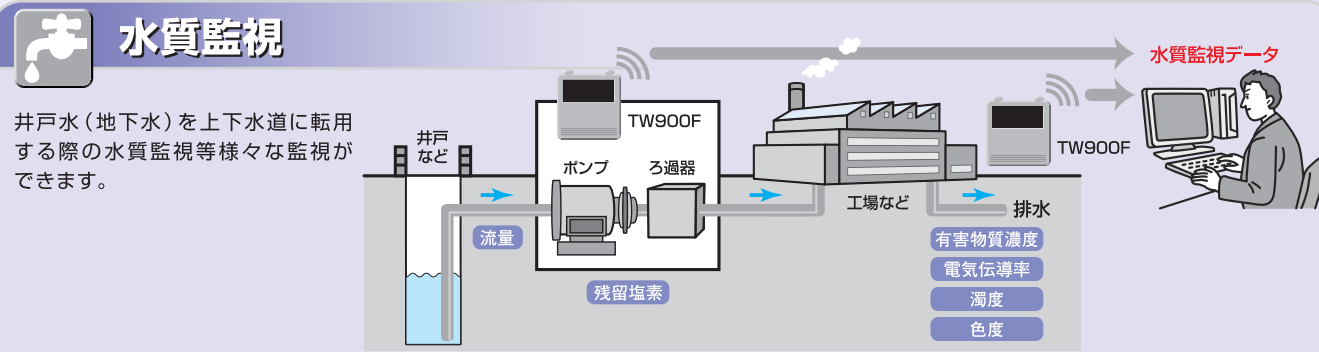 水質監視
井戸水（地下水）を上下水道に転用
する際の水質監視等様々な監視が
できます。
井戸
など
流量
TW900F
ポンプ
ろ過器
残留塩素
工場など
TW900F
排水
有害物質濃度
電気伝導率
濁度
色度
水質監視データ